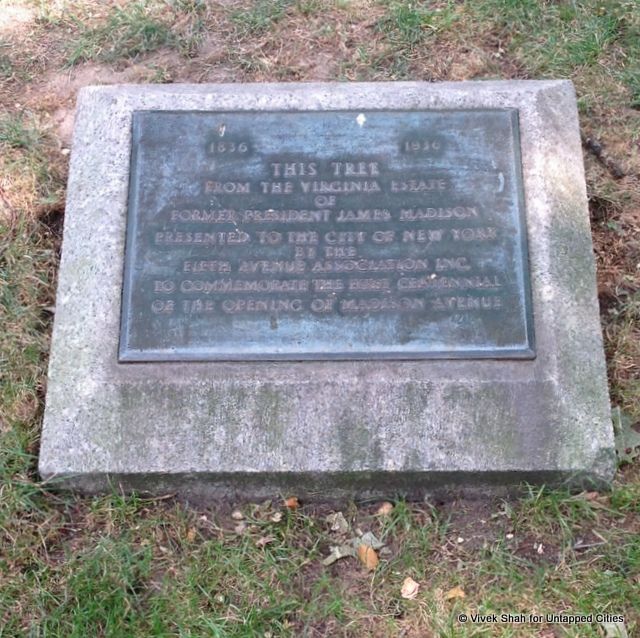 1836 1936
THIS TREE
FROM THE VIRGINIA ESTATE
OF
FORMER PRESIDENT JAMES MADISON
PRESENTED TO THE CITY OF NEW YORK
BY THE
FIFTH AVENUE ASSOCIATION INC.
TO COMMEMORATE THE FIRST CENTENNIAL
OF THE OPENING OF MADISON AVENUE
© Vivek Shah for Untapped Cities